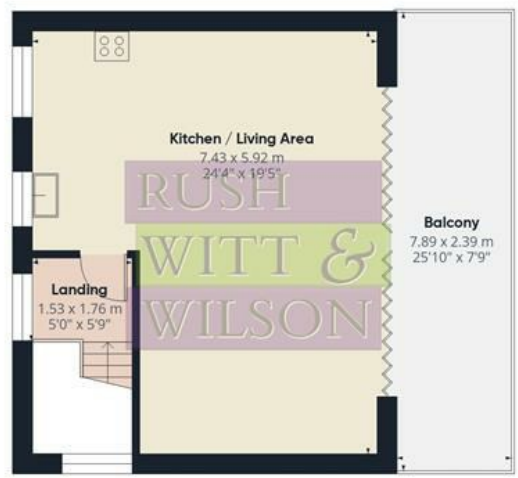 Kitchen / Living Area
7.43 x 5.92 m
24'4" x 19'5"
RUSH
WITT &
WILSON
Balcony
7.89 x 2.39 m
25'10" x 7'9"
Landing
1.53 x 1.76 m
5'0" x 5'9"